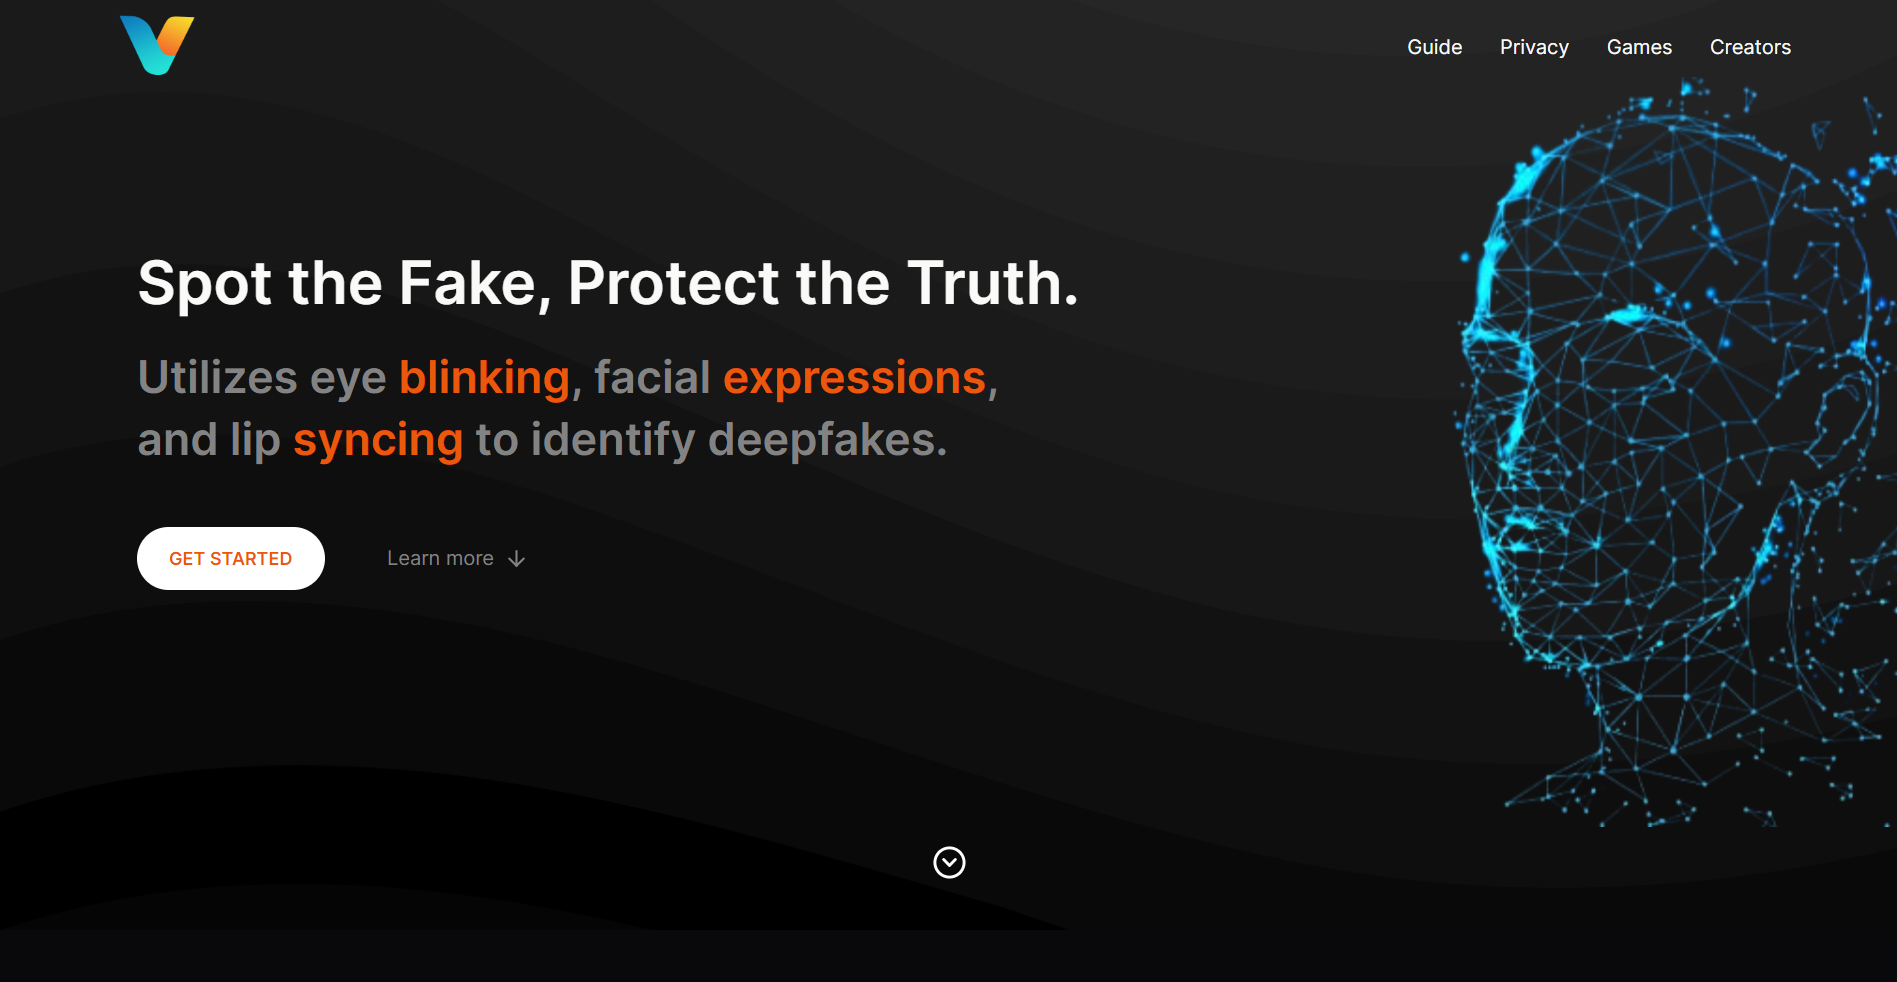 Guide Privacy Games Creators
Spot the Fake, Protect the Truth.
Utilizes eye blinking, facial expressions,
and lip syncing to identify deepfakes.
GET STARTED
Learn more